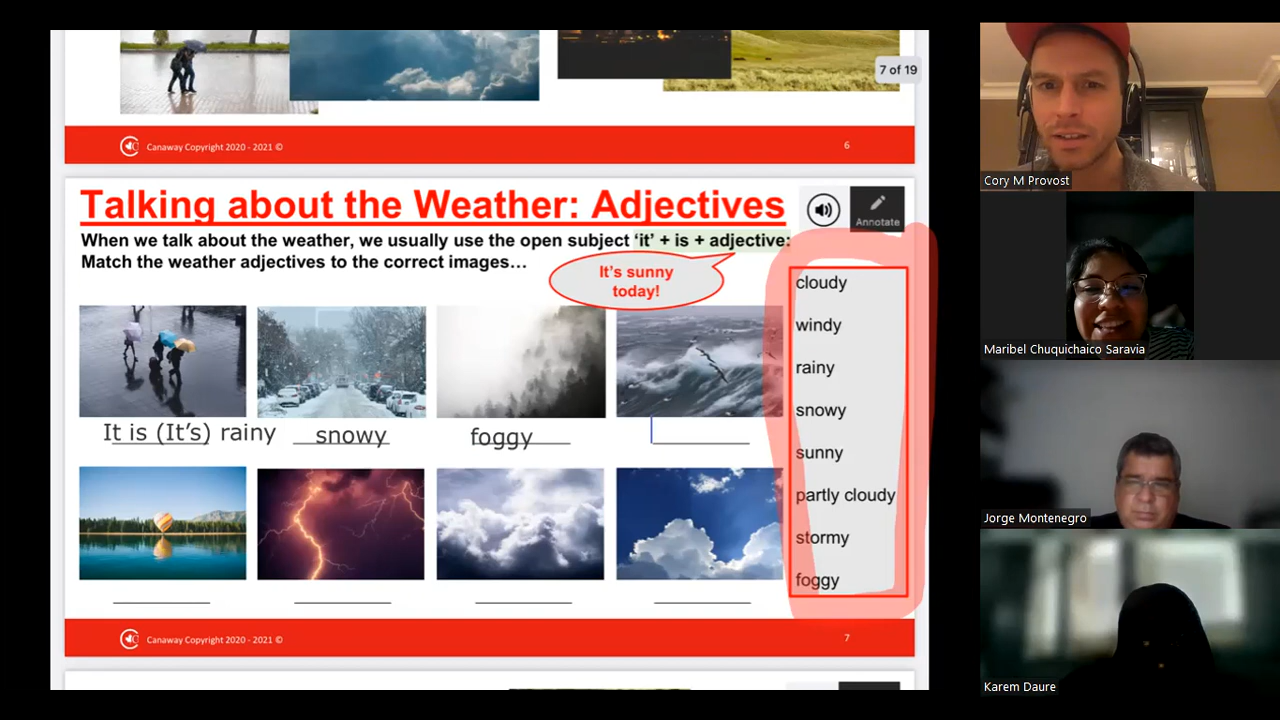 7 of 19
Canaway Copyright 2020 - 2021 ©
6
Talking about the Weather: Adjectives
Annotate
When we talk about the weather, we usually use the open subject ‘it’ + is + adjective:
Match the weather adjectives to the correct images…
It’s sunny
today!
cloudy
windy
rainy
snowy
sunny
partly cloudy
stormy
foggy
It is (It’s) rainy
snowy
foggy
Canaway Copyright 2020 - 2021 ©
7
Cory M Provost
Maribel Chuquichaico Saravia
Jorge Montenegro
Karem Daure